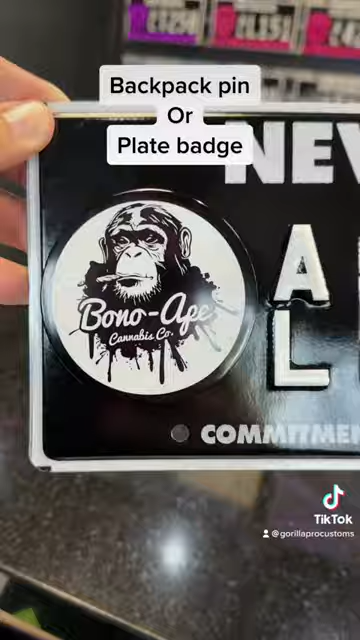 Backpack pin
Or
Plate badge
NEV
A
L
Bono-Ape
Cannabis Co.
COMMITMEN
TikTok
@gorillaprocustoms